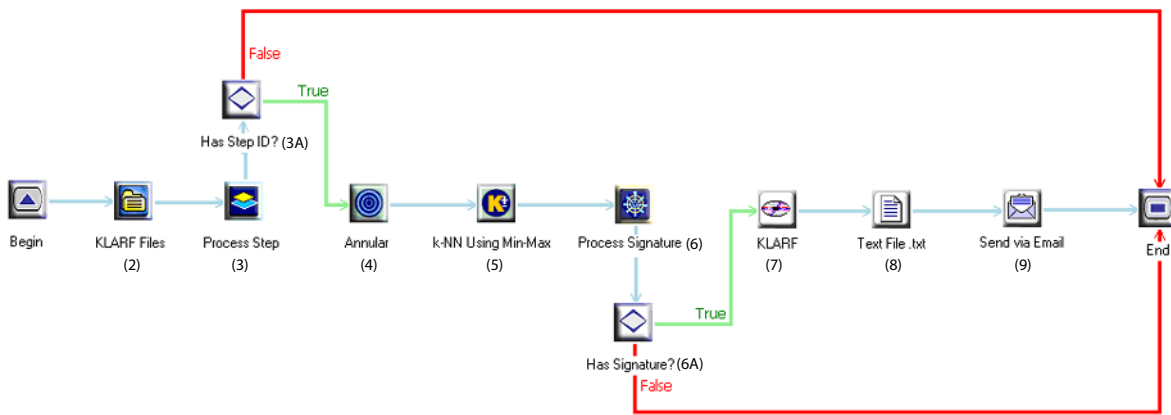 False
True
Has Step ID? (3A)
Begin
KLARF Files
(2)
Process Step
(3)
Annular
(4)
k-NN Using Min-Max
(5)
Process Signature (6)
KLARF
(7)
Text File .txt
(8)
Send via Email
(9)
End
True
Has Signature? (6A)
False